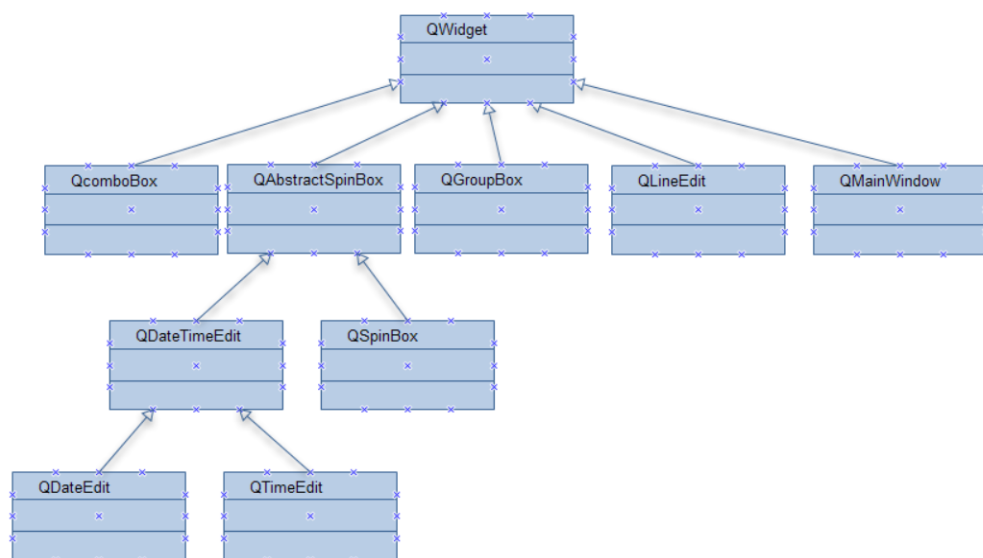 QWidget
QcomboBox
QAbstractSpinBox
QGroupBox
QLineEdit
QMainWindow
QDateTimeEdit
QSpinBox
QDateEdit
QTimeEdit